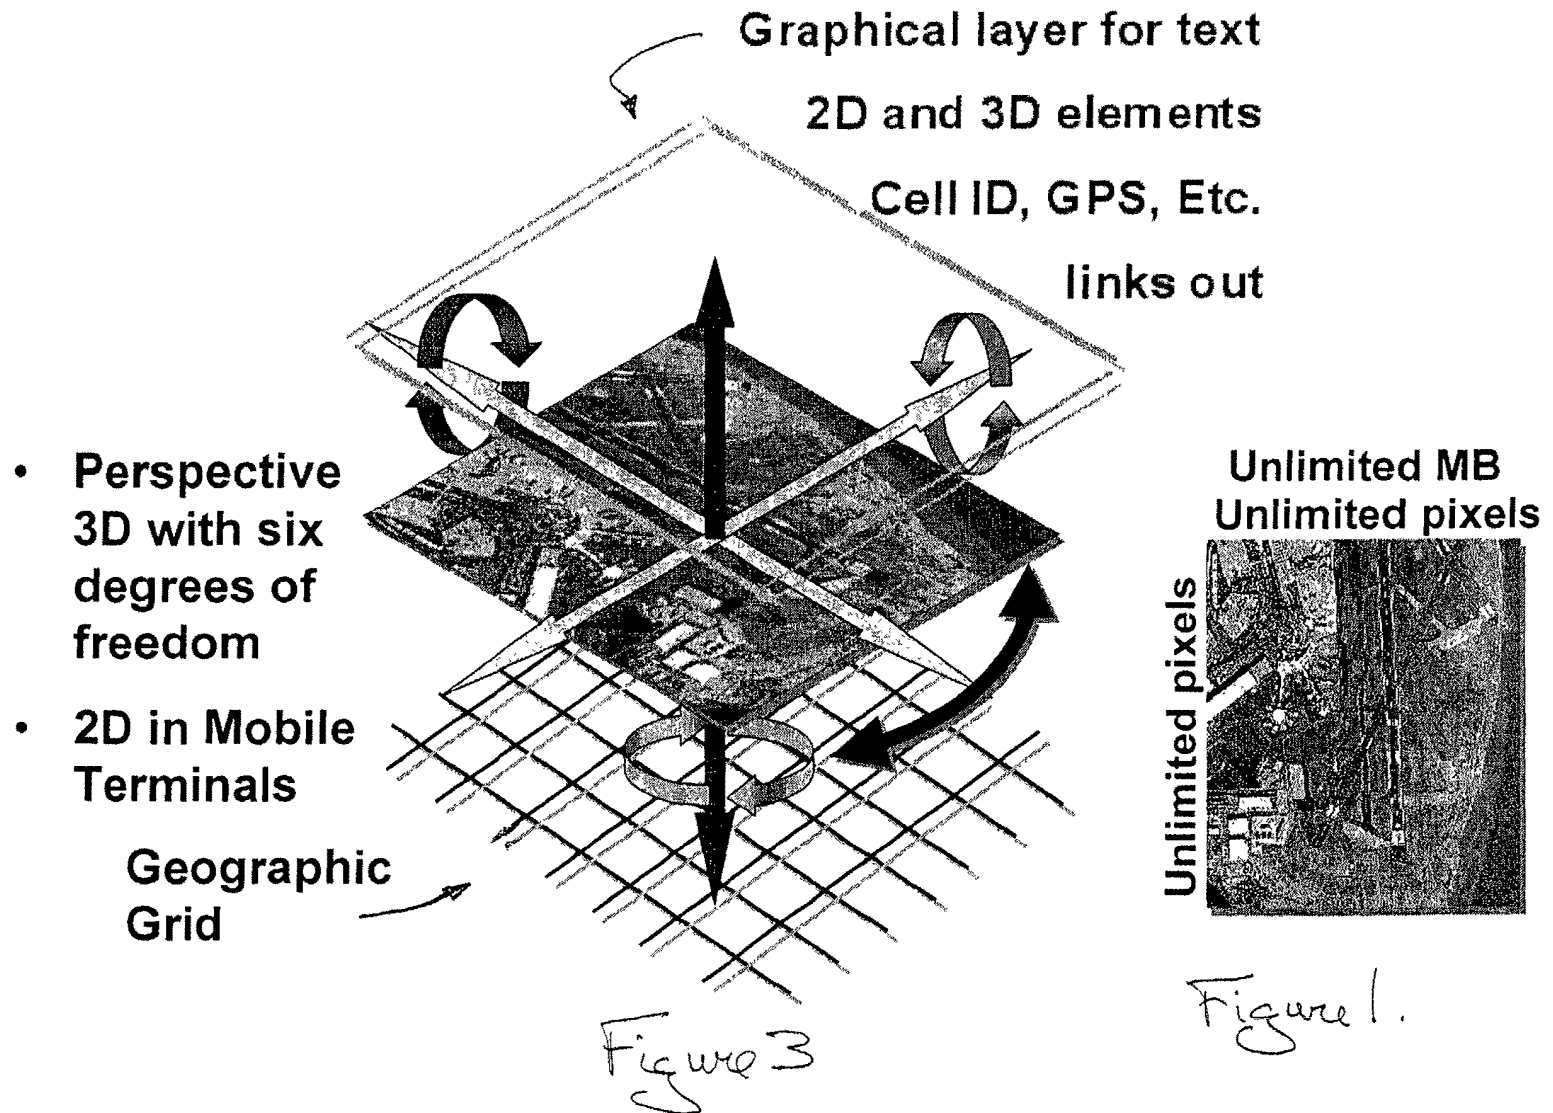 Graphical layer for text
2D and 3D elements
Cell ID, GPS, Etc.
links out
• Perspective
3D with six
degrees of
freedom
• 2D in Mobile
Terminals
Geographic
Grid
Figure 3
Unlimited MB
Unlimited pixels
Unlimited pixels
Figure 1.